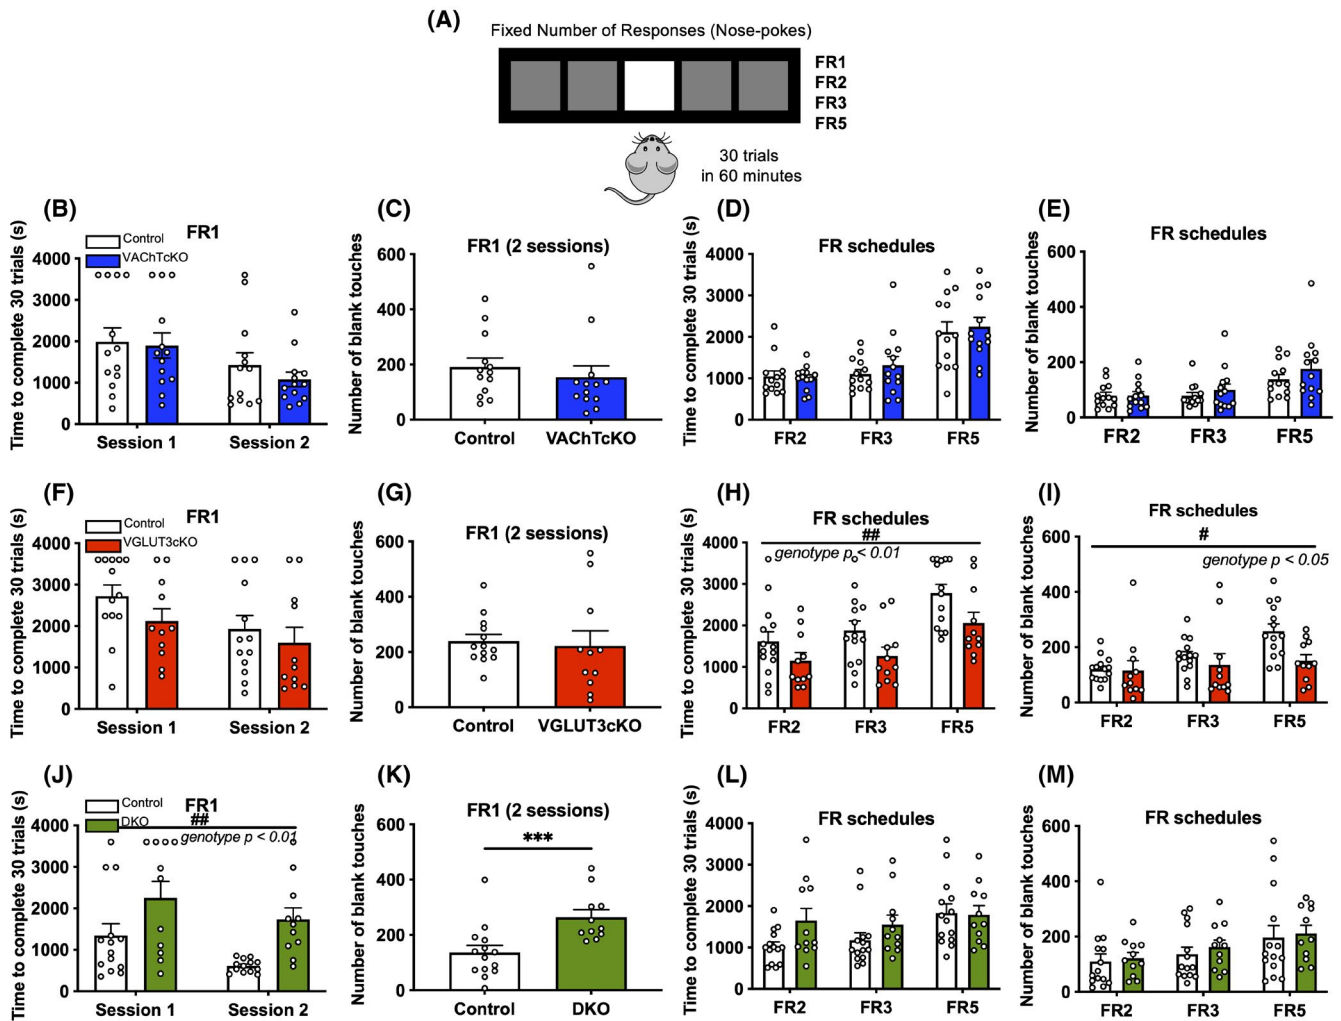 (A)
Fixed Number of Responses (Nose-pokes)
FR1
FR2
FR3
FR5
30 trials
in 60 minutes
(B)
FR1
Control
VAChTcKO
Time to complete 30 trials (s)
4000
3000
2000
1000
0
Session 1
Session 2
(C)
FR1 (2 sessions)
Number of blank touches
600
400
200
0
Control
VAChTcKO
(D)
FR schedules
Time to complete 30 trials (s)
4000
3000
2000
1000
0
FR2
FR3
FR5
(E)
FR schedules
Number of blank touches
600
400
200
0
FR2
FR3
FR5
(F)
FR1
Control
VGLUT3cKO
Time to complete 30 trials (s)
4000
3000
2000
1000
0
Session 1
Session 2
(G)
FR1 (2 sessions)
Number of blank touches
600
400
200
0
Control
VGLUT3cKO
(H)
FR schedules
##
genotype p < 0.01
Time to complete 30 trials (s)
4000
3000
2000
1000
0
FR2
FR3
FR5
(I)
FR schedules
#
genotype p < 0.05
Number of blank touches
600
400
200
0
FR2
FR3
FR5
(J)
FR1
Control
DKO
##
genotype p < 0.01
Time to complete 30 trials (s)
4000
3000
2000
1000
0
Session 1
Session 2
(K)
FR1 (2 sessions)
***
Number of blank touches
600
400
200
0
Control
DKO
(L)
FR schedules
Time to complete 30 trials (s)
4000
3000
2000
1000
0
FR2
FR3
FR5
(M)
FR schedules
Number of blank touches
600
400
200
0
FR2
FR3
FR5